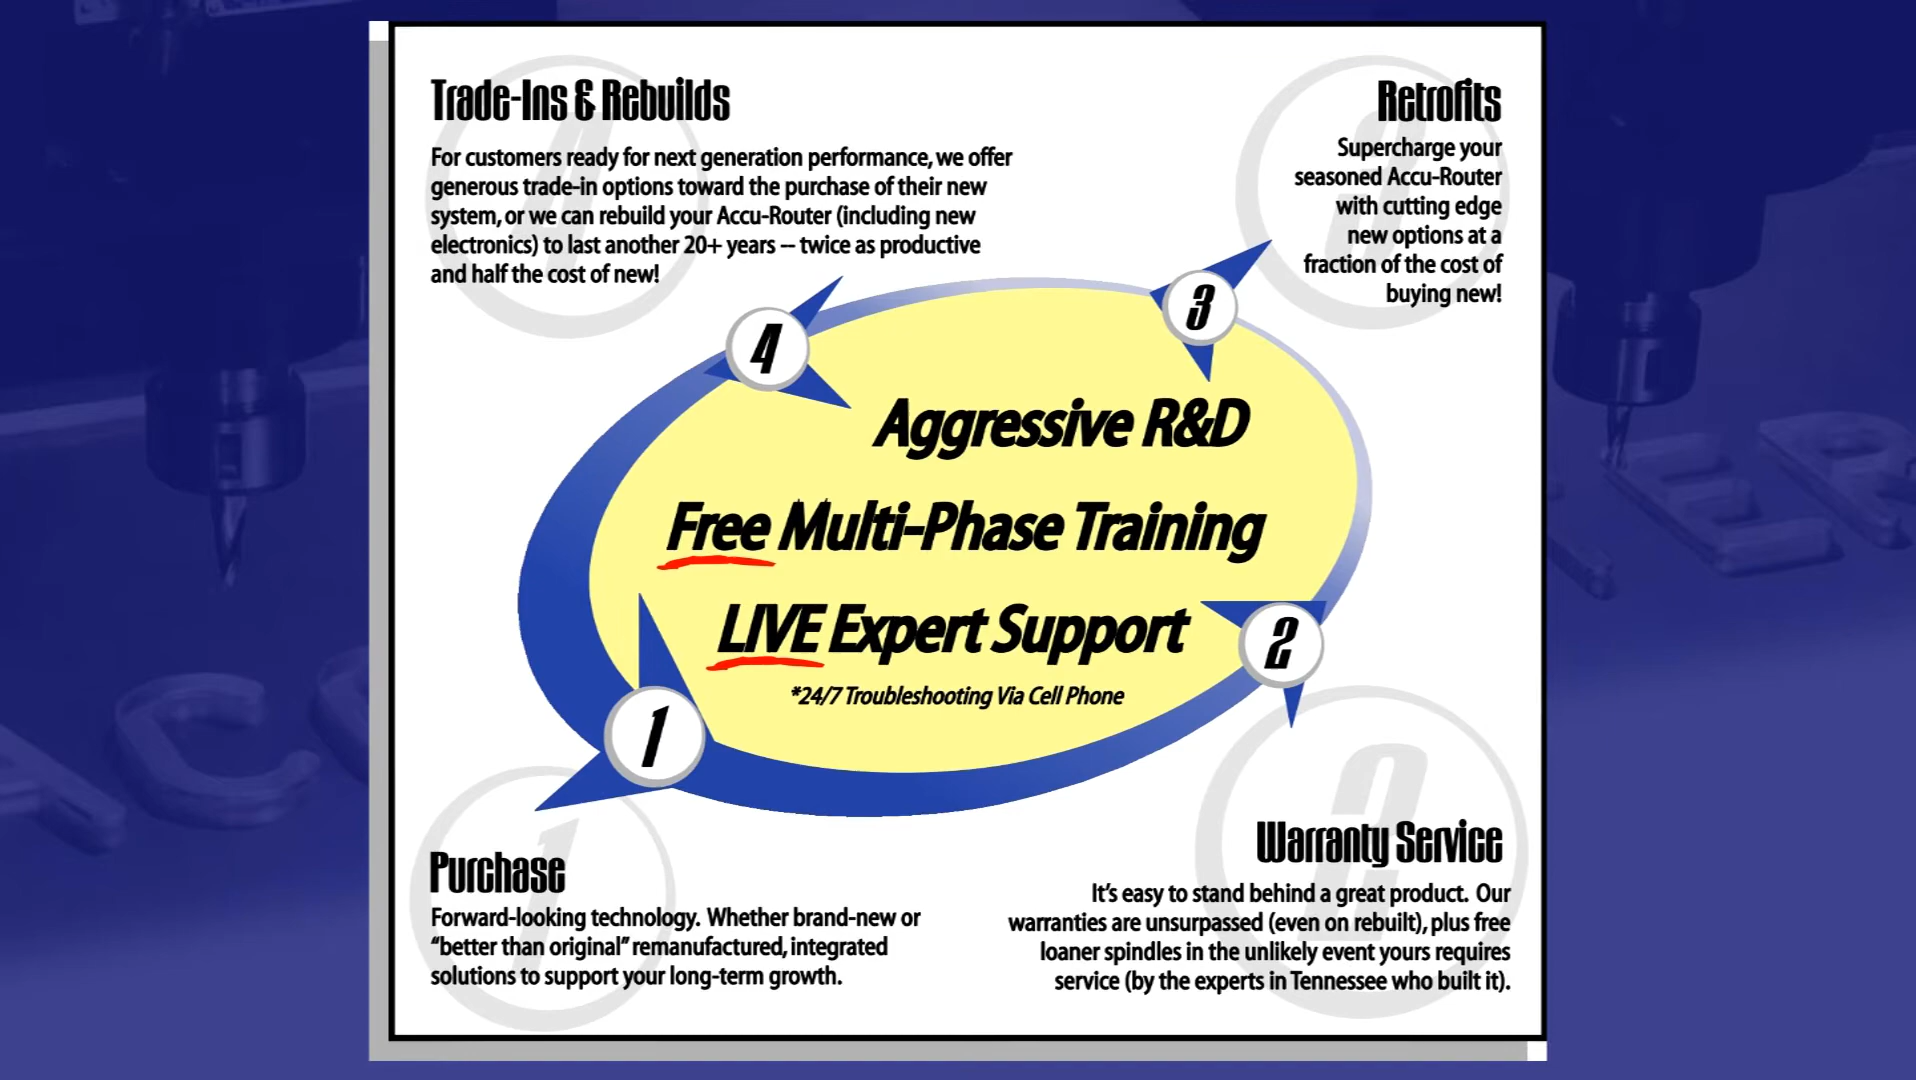 Trade-Ins & Rebuilds
For customers ready for next generation performance, we offer
generous trade-in options toward the purchase of their new
system, or we can rebuild your Accu-Router (including new
electronics) to last another 20+ years -- twice as productive
and half the cost of new!
Retrofits
Supercharge your
seasoned Accu-Router
with cutting edge
new options at a
fraction of the cost of
buying new!
4
3
Aggressive R&D
Free Multi-Phase Training
LIVE Expert Support
*24/7 Troubleshooting Via Cell Phone
2
1
Purchase
Forward-looking technology. Whether brand-new or
“better than original” remanufactured, integrated
solutions to support your long-term growth.
Warranty Service
It’s easy to stand behind a great product. Our
warranties are unsurpassed (even on rebuilt), plus free
loaner spindles in the unlikely event yours requires
service (by the experts in Tennessee who built it).
4
3
1
2